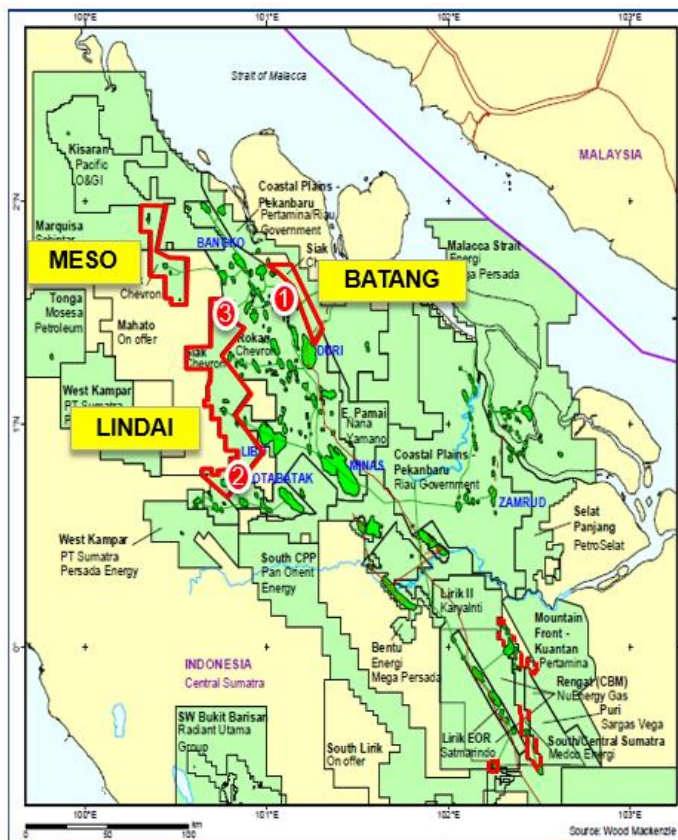 100°E
101°E
102°E
103°E
Strait of Malacca
MALAYSIA
Kisaran
Pacific
O&GI
2°N
Coastal Plains -
Pekanbaru
Pertamina/Riau
Government
Marquisa
BANGKO
Siak
Malacca Strait
Energi
Mega Persada
MESO
BATANG
1
Chevron
3
Tonga
Mosesa
Petroleum
Mahato
On offer
Rokan
Chevron
DURI
Siak
Chevron
West Kampar
PT Sumatra
LINDAI
1°N
E. Pamai
Nana
Yamano
Coastal Plains -
Pekanbaru
Riau Government
MINAS
2
OTABATAK
ZAMRUD
Selat
Panjang
PetroSelat
West Kampar
PT Sumatra
Persada Energy
South CPP
Pan Orient
Energy
Lirik II
Bentu
Energi
Mega Persada
Mountain
Front -
Kuantan
Pertamina
INDONESIA
Central Sumatra
Rengat (CBM)
NuEnergy Gas
Puri
Sargas Vega
SW Bukit Barisan
Radiant Utama
Group
South Lirik
On offer
Lirik EOR
Satmarindo
South/Central Sumatra
Medco Energi
100°E
101°E
102°E
103°E
0
50
100
km
Source: Wood Mackenzie